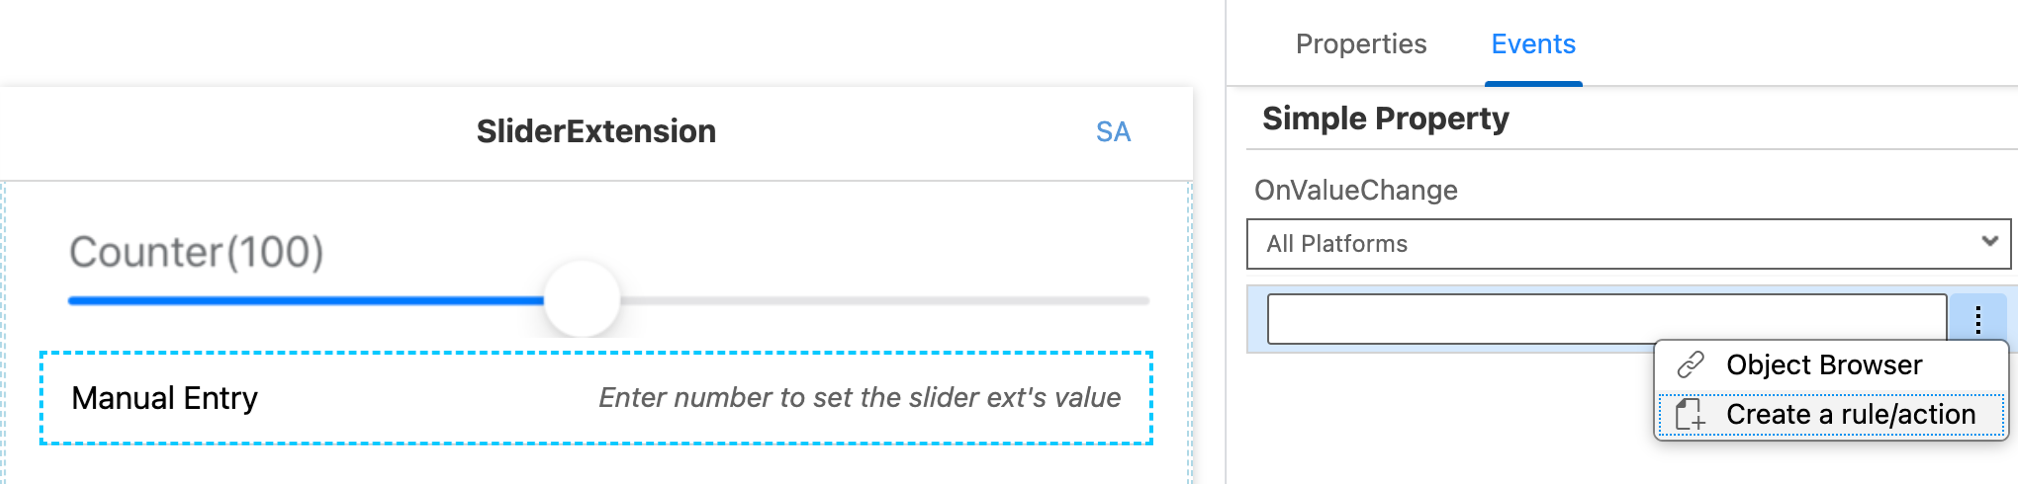 Properties
Events
SliderExtension
SA
Counter(100)
Manual Entry
Enter number to set the slider ext's value
Simple Property
OnValueChange
All Platforms
Object Browser
Create a rule/action